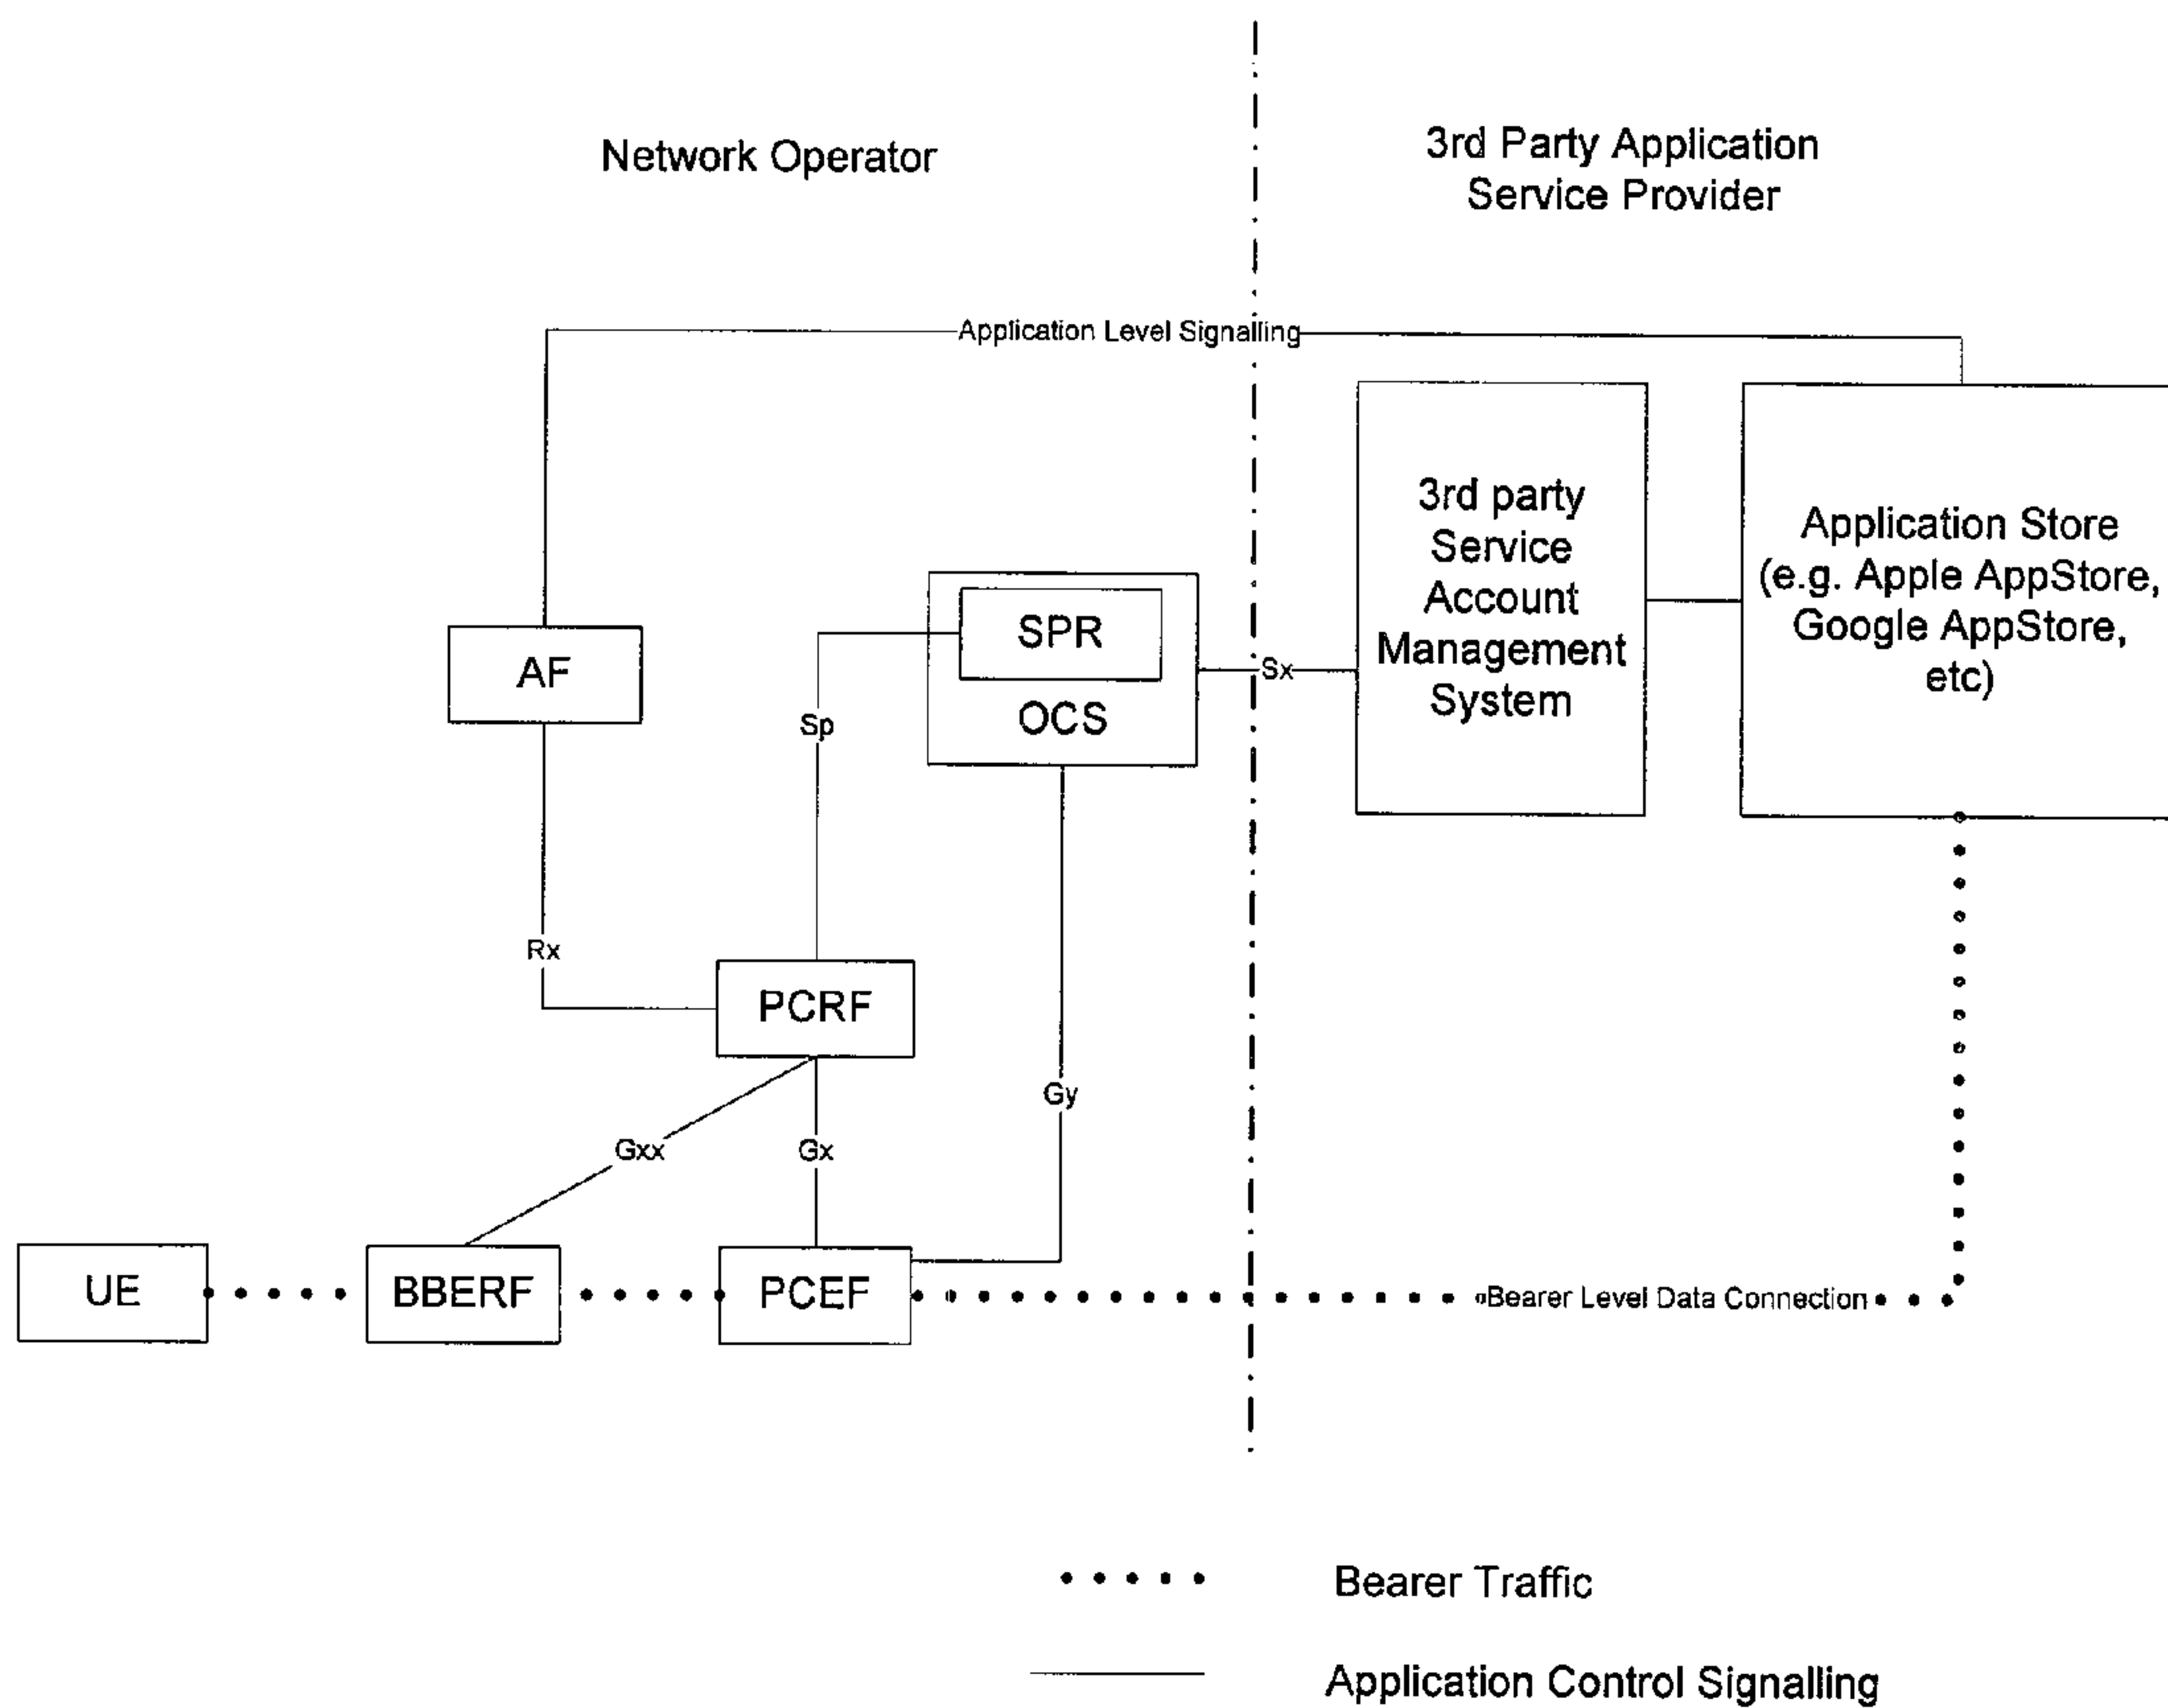 Network Operator
3rd Party Application
Service Provider
Application Level Signalling
3rd party
Service
Account
Management
System
Application Store
(e.g. Apple AppStore,
Google AppStore,
etc)
SPR
OCS
AF
Sx
Sp
Rx
PCRF
Gy
Gxx
Gx
UE
BBERF
PCEF
Bearer Level Data Connection
Bearer Traffic
Application Control Signalling